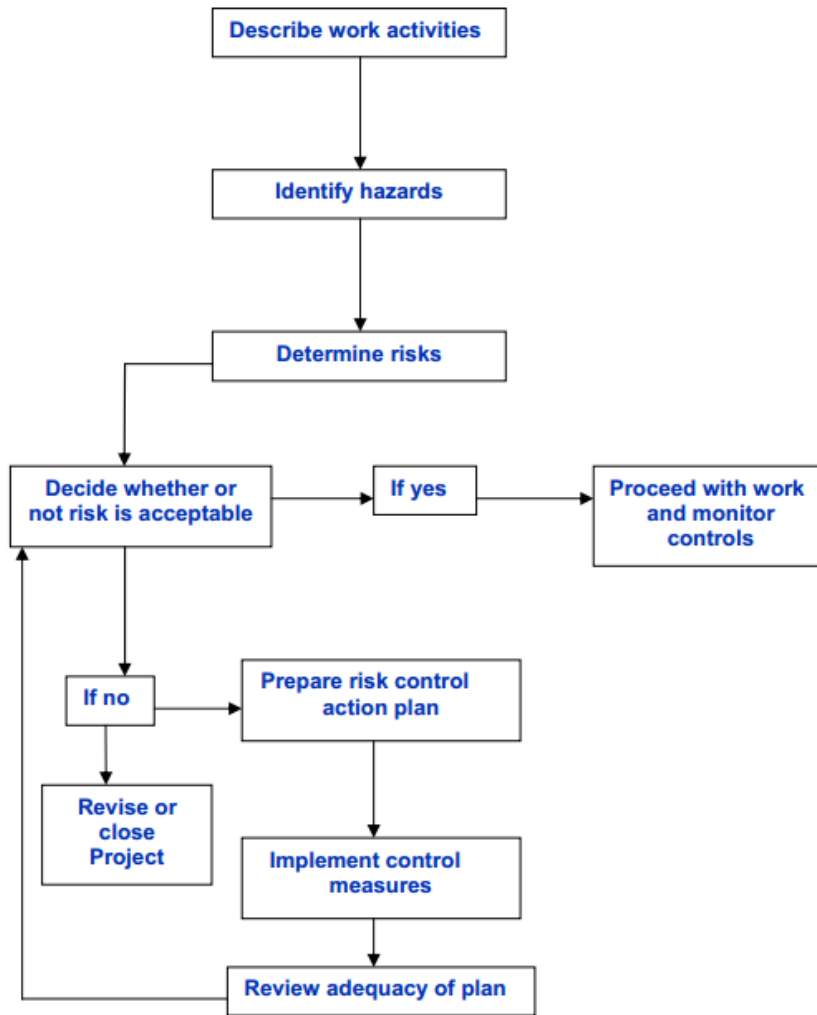 Describe work activities
Identify hazards
Determine risks
Decide whether or
not risk is acceptable
If yes
Proceed with work
and monitor
controls
If no
Prepare risk control
action plan
Revise or
close
Project
Implement control
measures
Review adequacy of plan